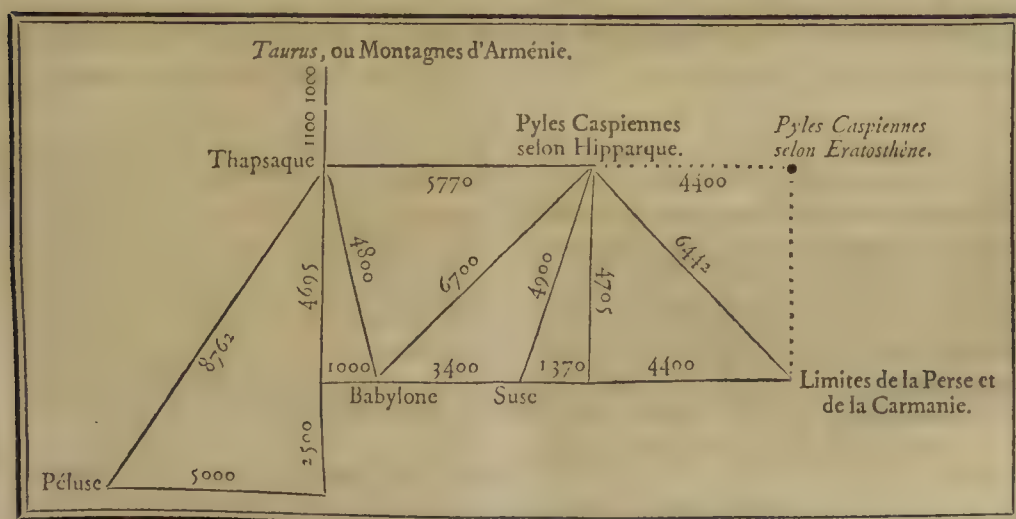 Taurus, ou Montagnes d'Arménie.
1000
1100
Pyles Caspiennes
selon Hipparque.
Pyles Caspiennes
selon Eratosthène.
Thapsaque
5770
4400
4695
4800
6700
4900
4705
6442
8762
1000
3400
1370
4400
Babylone
Suse
Limites de la Perse et
de la Carmanie.
2500
Péluse
5000